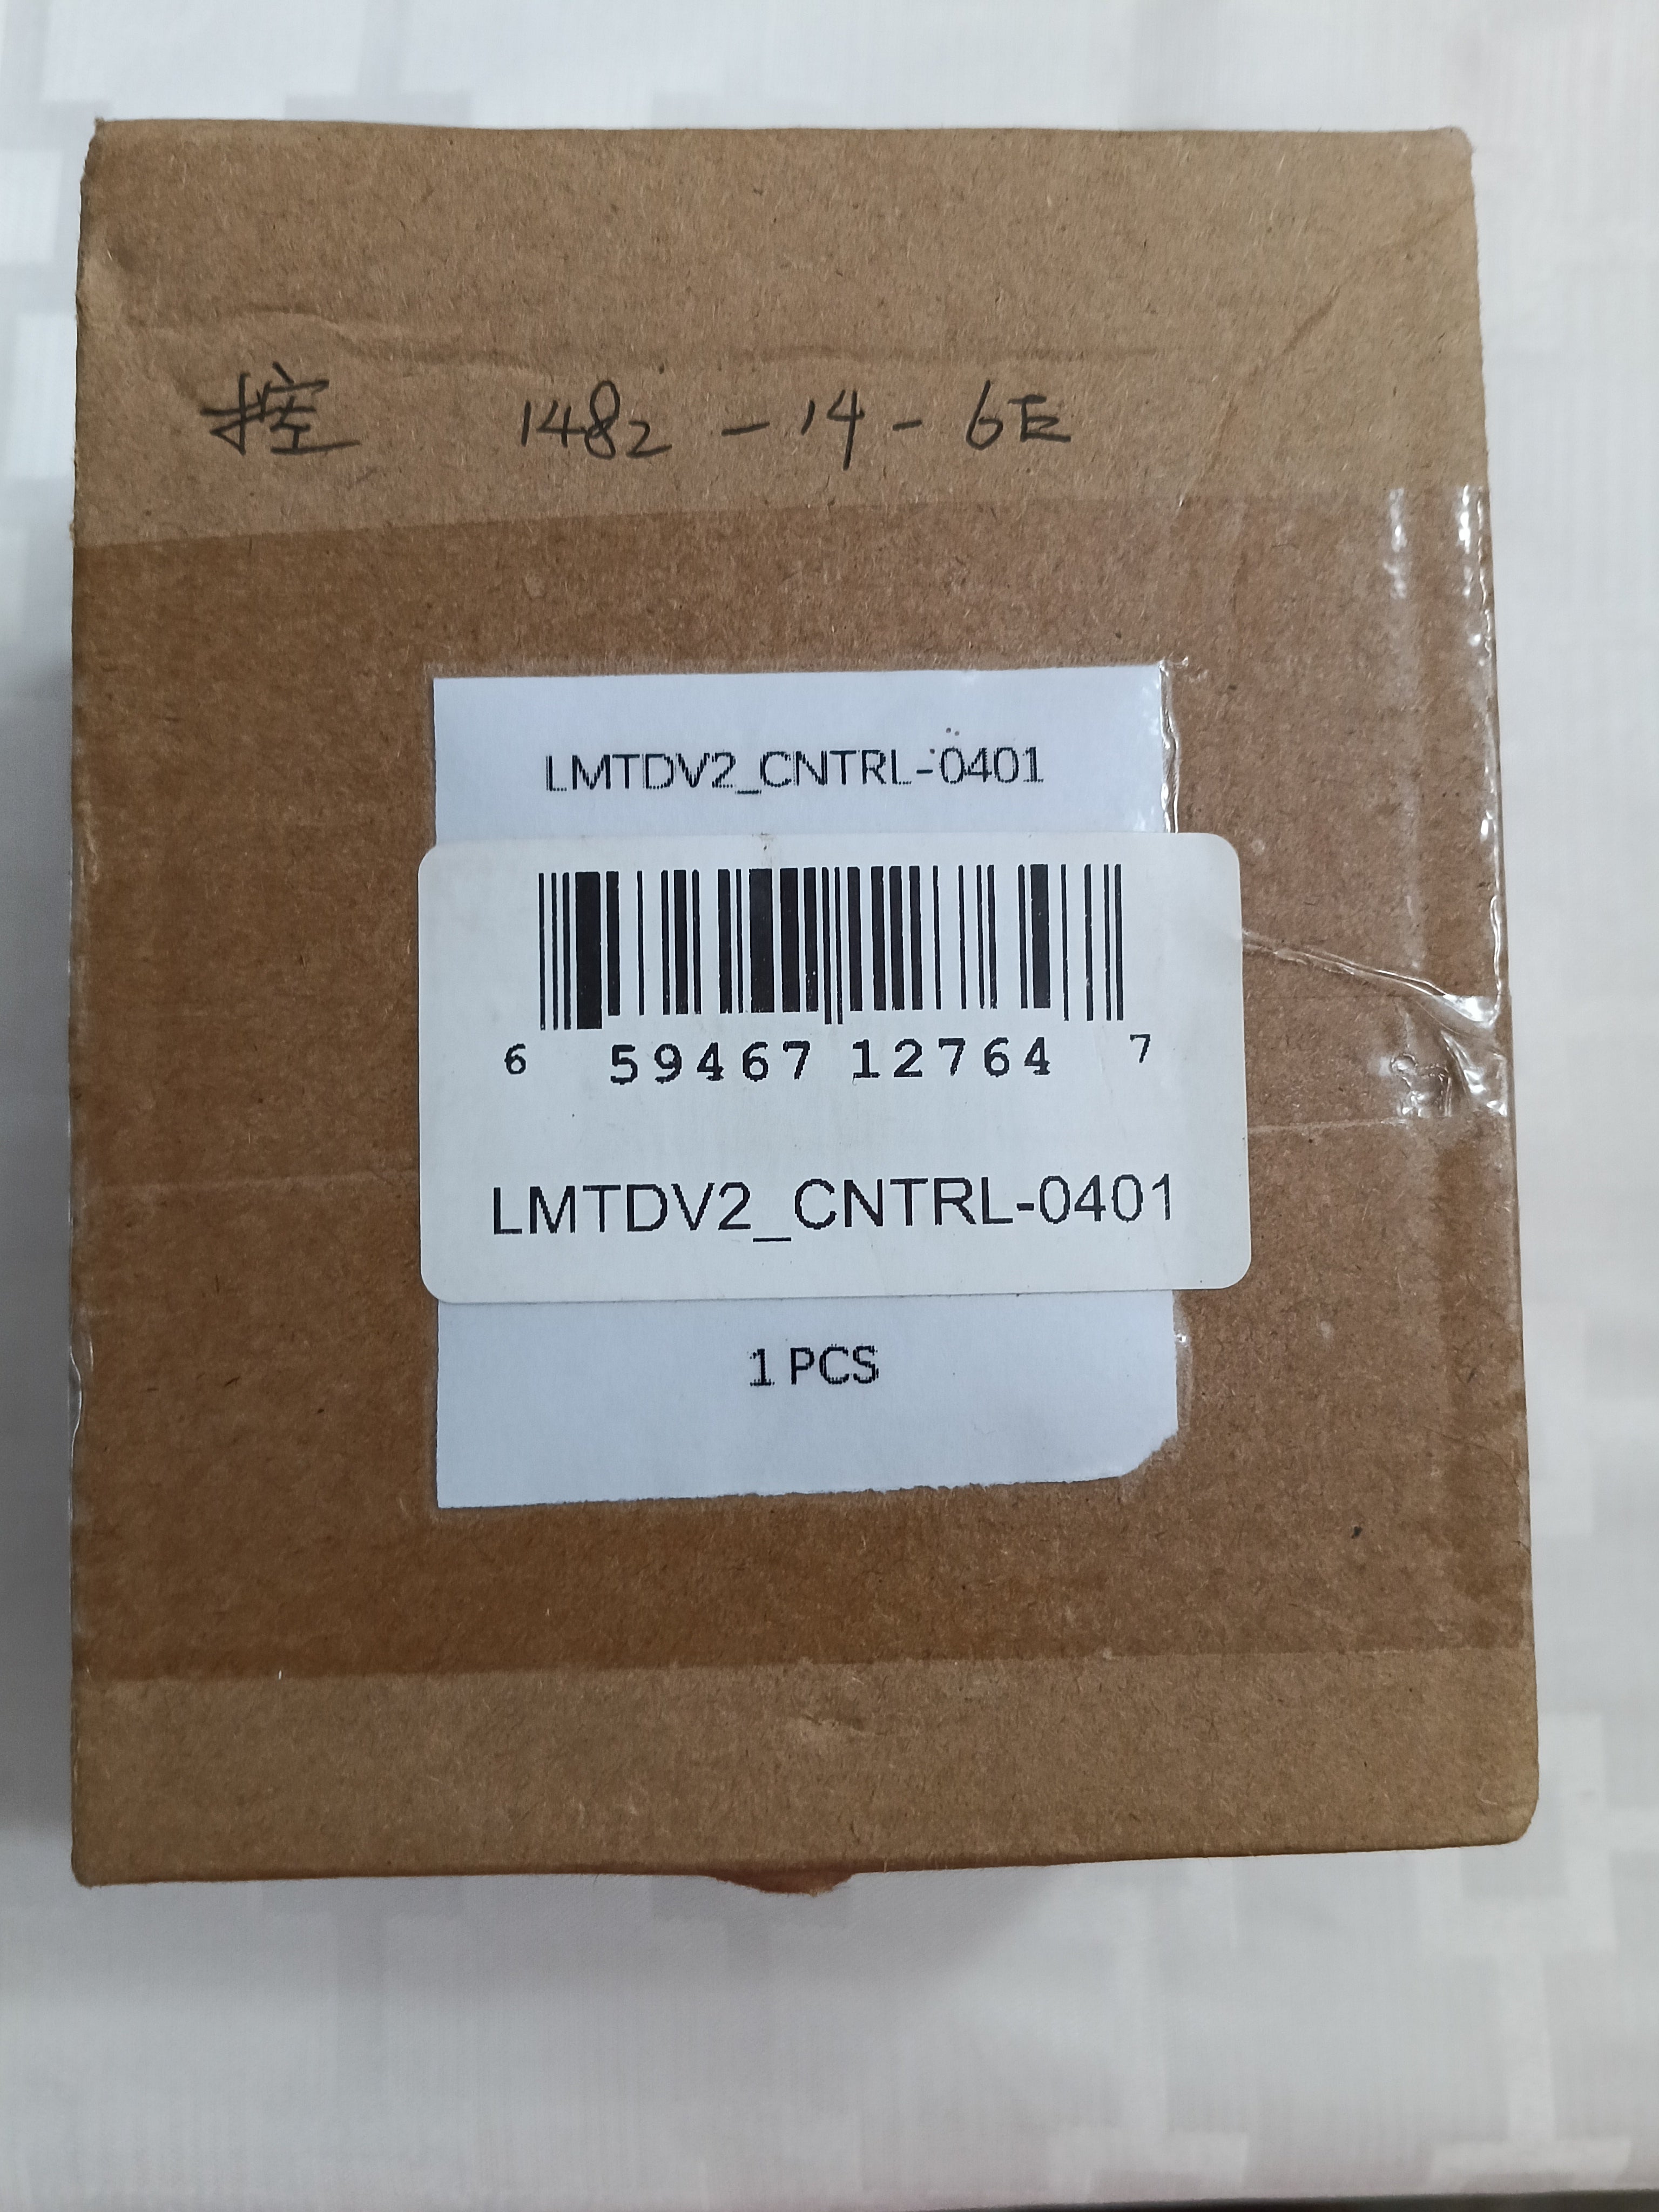 控 1482-14-6E
LMTDV2_CNTRL-0401
6 59467 12764 7
LMTDV2_CNTRL-0401
1 PCS